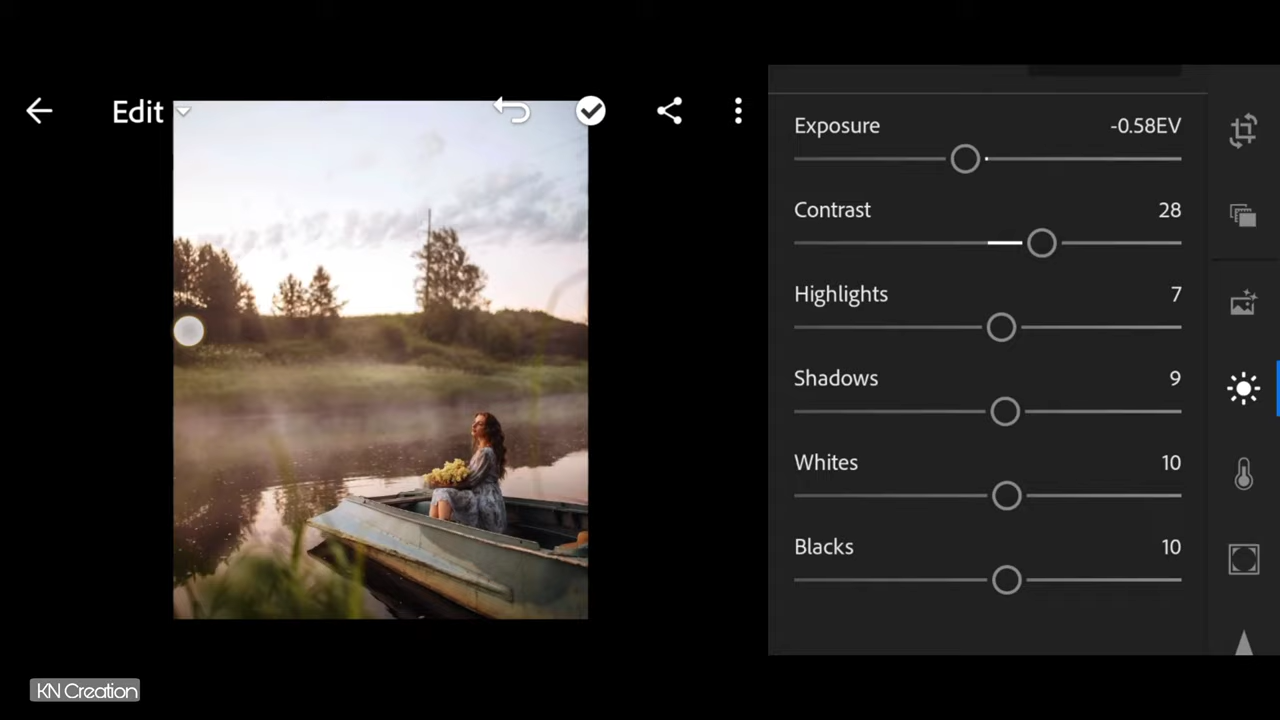 Edit
Exposure -0.58EV
Contrast 28
Highlights 7
Shadows 9
Whites 10
Blacks 10
KN Creation